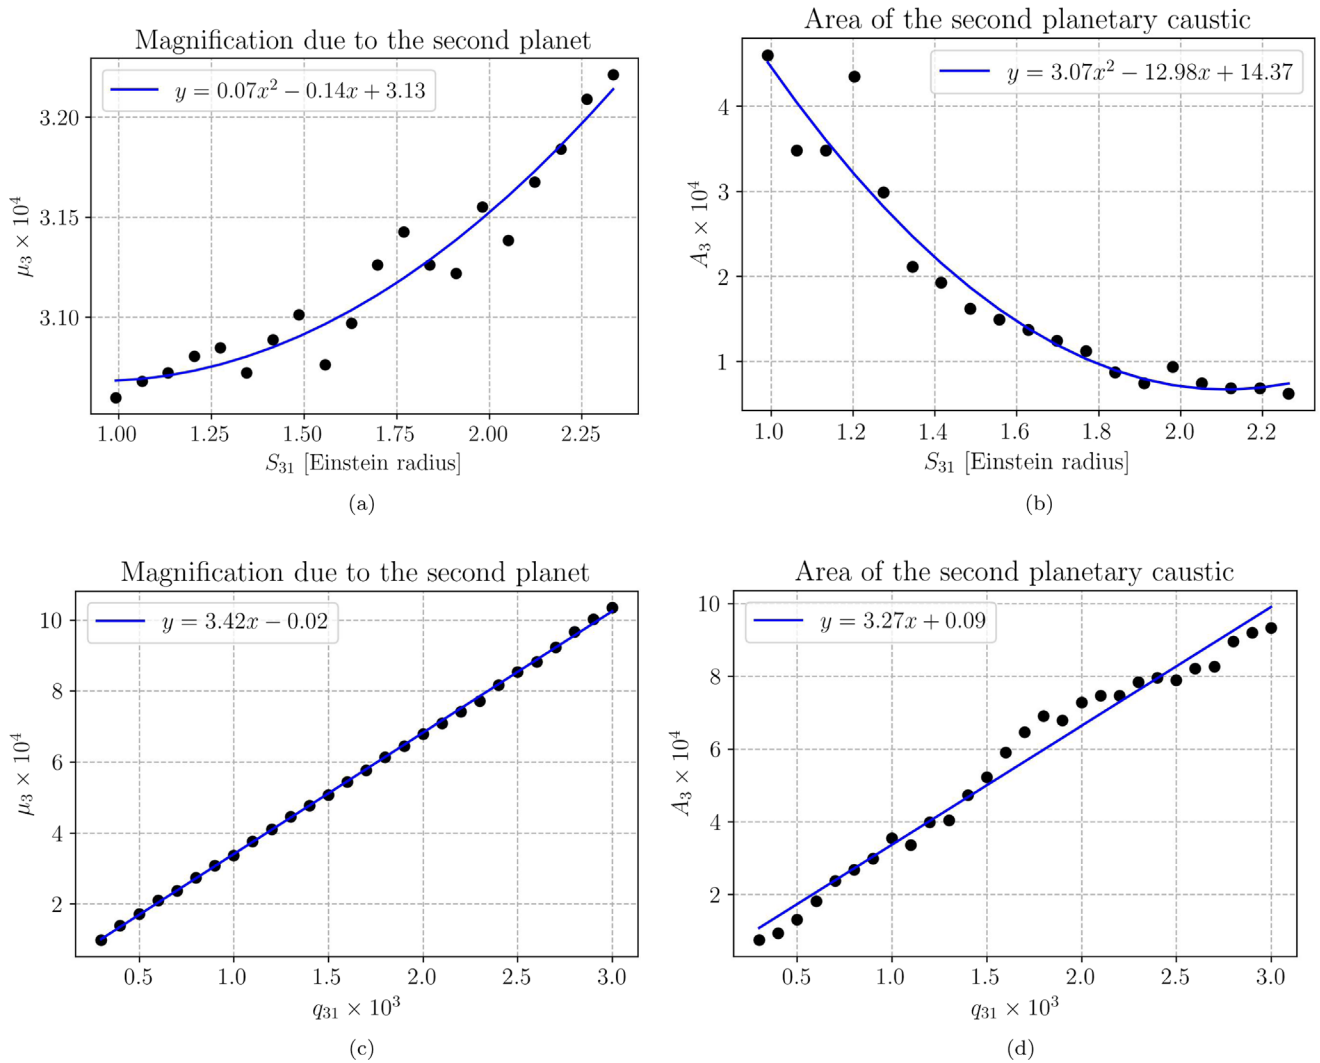 Magnification due to the second planet
y = 0.07x² − 0.14x + 3.13
3.20
3.15
3.10
μ₃ × 10⁴
1.00 1.25 1.50 1.75 2.00 2.25
S₃₁ [Einstein radius]
(a)
Area of the second planetary caustic
y = 3.07x² − 12.98x + 14.37
4
3
2
1
A₃ × 10⁴
1.0 1.2 1.4 1.6 1.8 2.0 2.2
S₃₁ [Einstein radius]
(b)
Magnification due to the second planet
y = 3.42x − 0.02
10
8
6
4
2
μ₃ × 10⁴
0.5 1.0 1.5 2.0 2.5 3.0
q₃₁ × 10³
(c)
Area of the second planetary caustic
y = 3.27x + 0.09
10
8
6
4
2
A₃ × 10⁴
0.5 1.0 1.5 2.0 2.5 3.0
q₃₁ × 10³
(d)